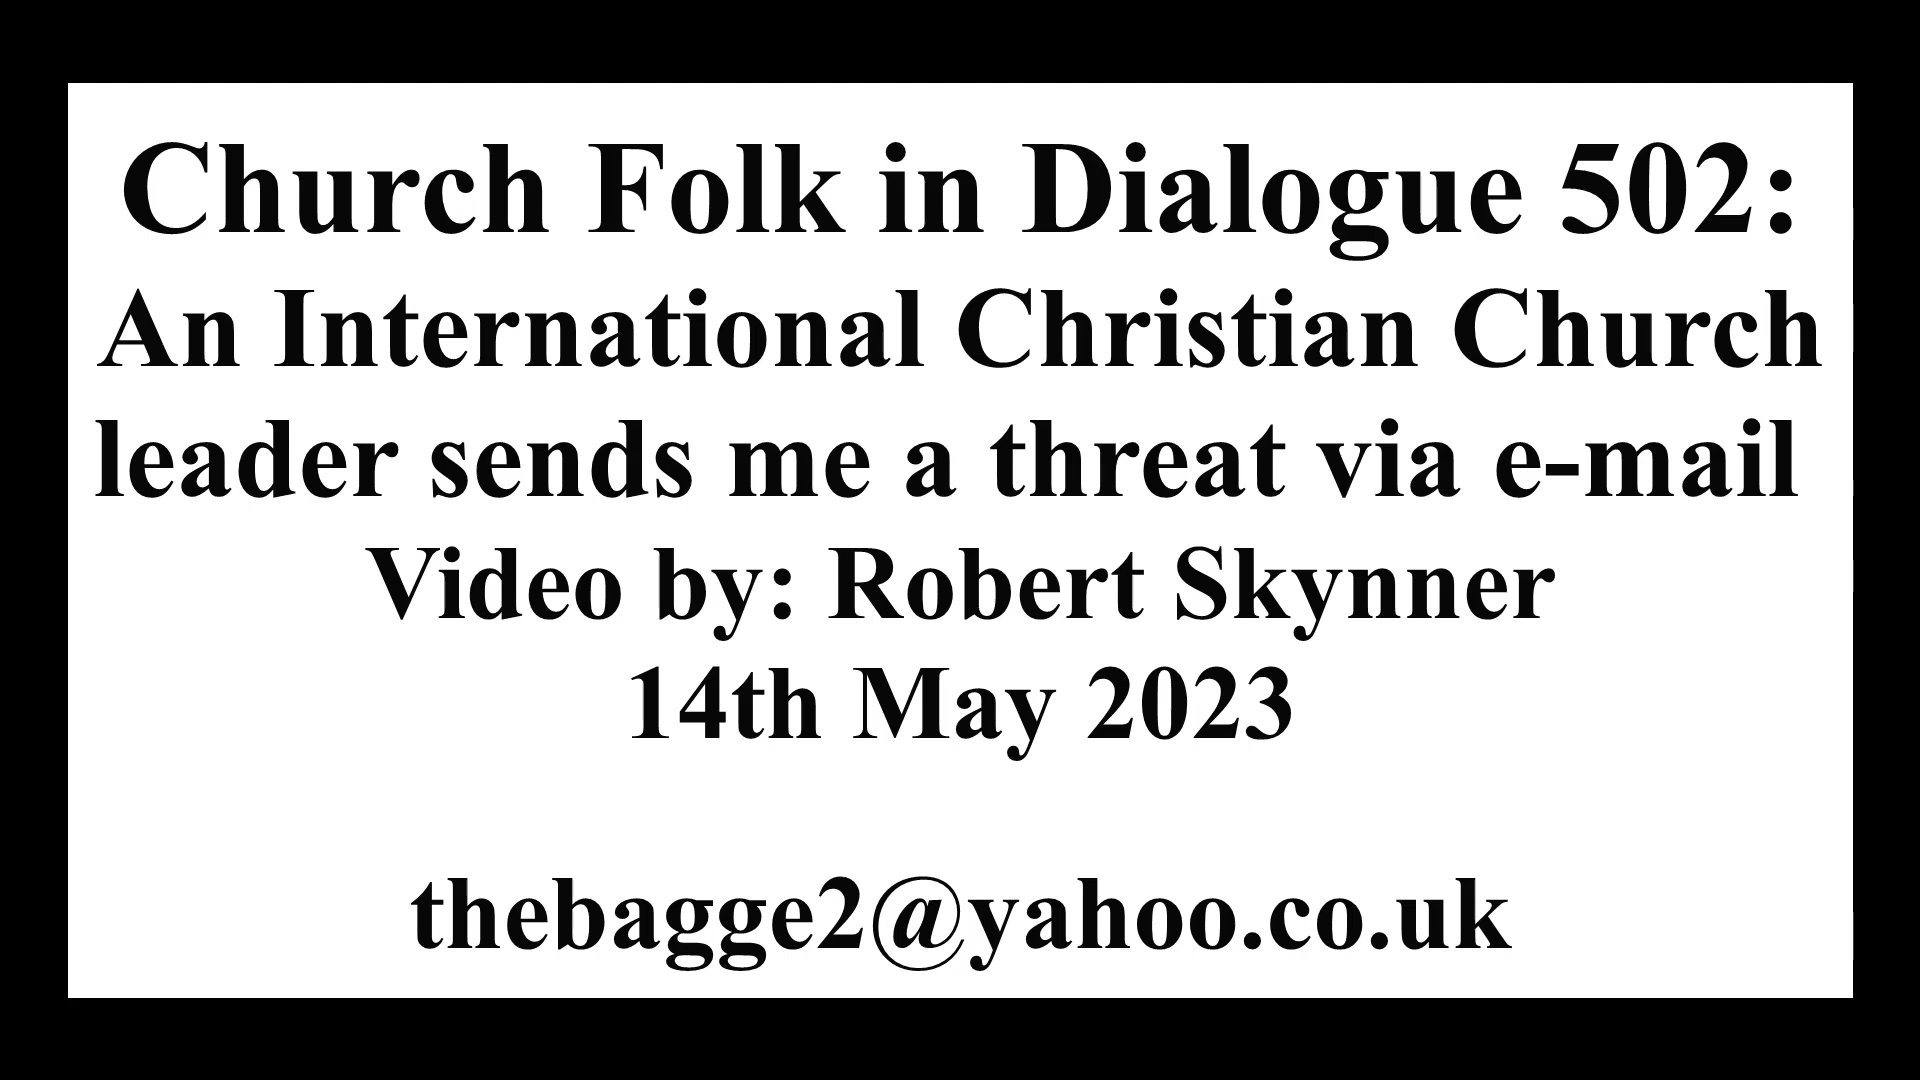 Church Folk in Dialogue 502:
An International Christian Church
leader sends me a threat via e-mail
Video by: Robert Skynner
14th May 2023
thebagge2@yahoo.co.uk